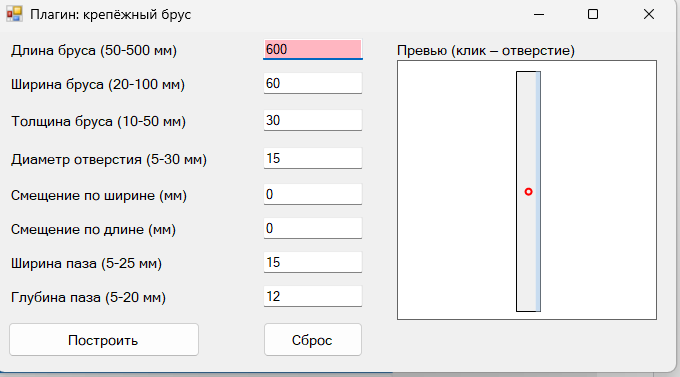 Плагин: крепёжный брус
Длина бруса (50-500 мм) 600
Превью (клик – отверстие)
Ширина бруса (20-100 мм) 60
Толщина бруса (10-50 мм) 30
Диаметр отверстия (5-30 мм) 15
Смещение по ширине (мм) 0
Смещение по длине (мм) 0
Ширина паза (5-25 мм) 15
Глубина паза (5-20 мм) 12
Построить Сброс